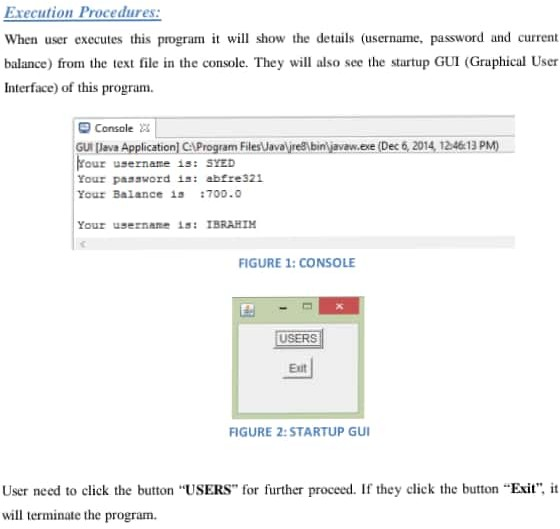 Execution Procedures:
When user executes this program it will show the details (username, password and current
balance) from the text file in the console. They will also see the startup GUI (Graphical User
Interface) of this program.
Console
GUI [Java Application] C:\Program Files\Java\jre8\bin\javaw.exe (Dec 6, 2014, 12:46:13 PM)
Your username is: SYED
Your password is: abfre321
Your Balance is :700.0
Your username is: IBRAHIM
FIGURE 1: CONSOLE
USERS
Exit
FIGURE 2: STARTUP GUI
User need to click the button “USERS” for further proceed. If they click the button “Exit”, it
will terminate the program.